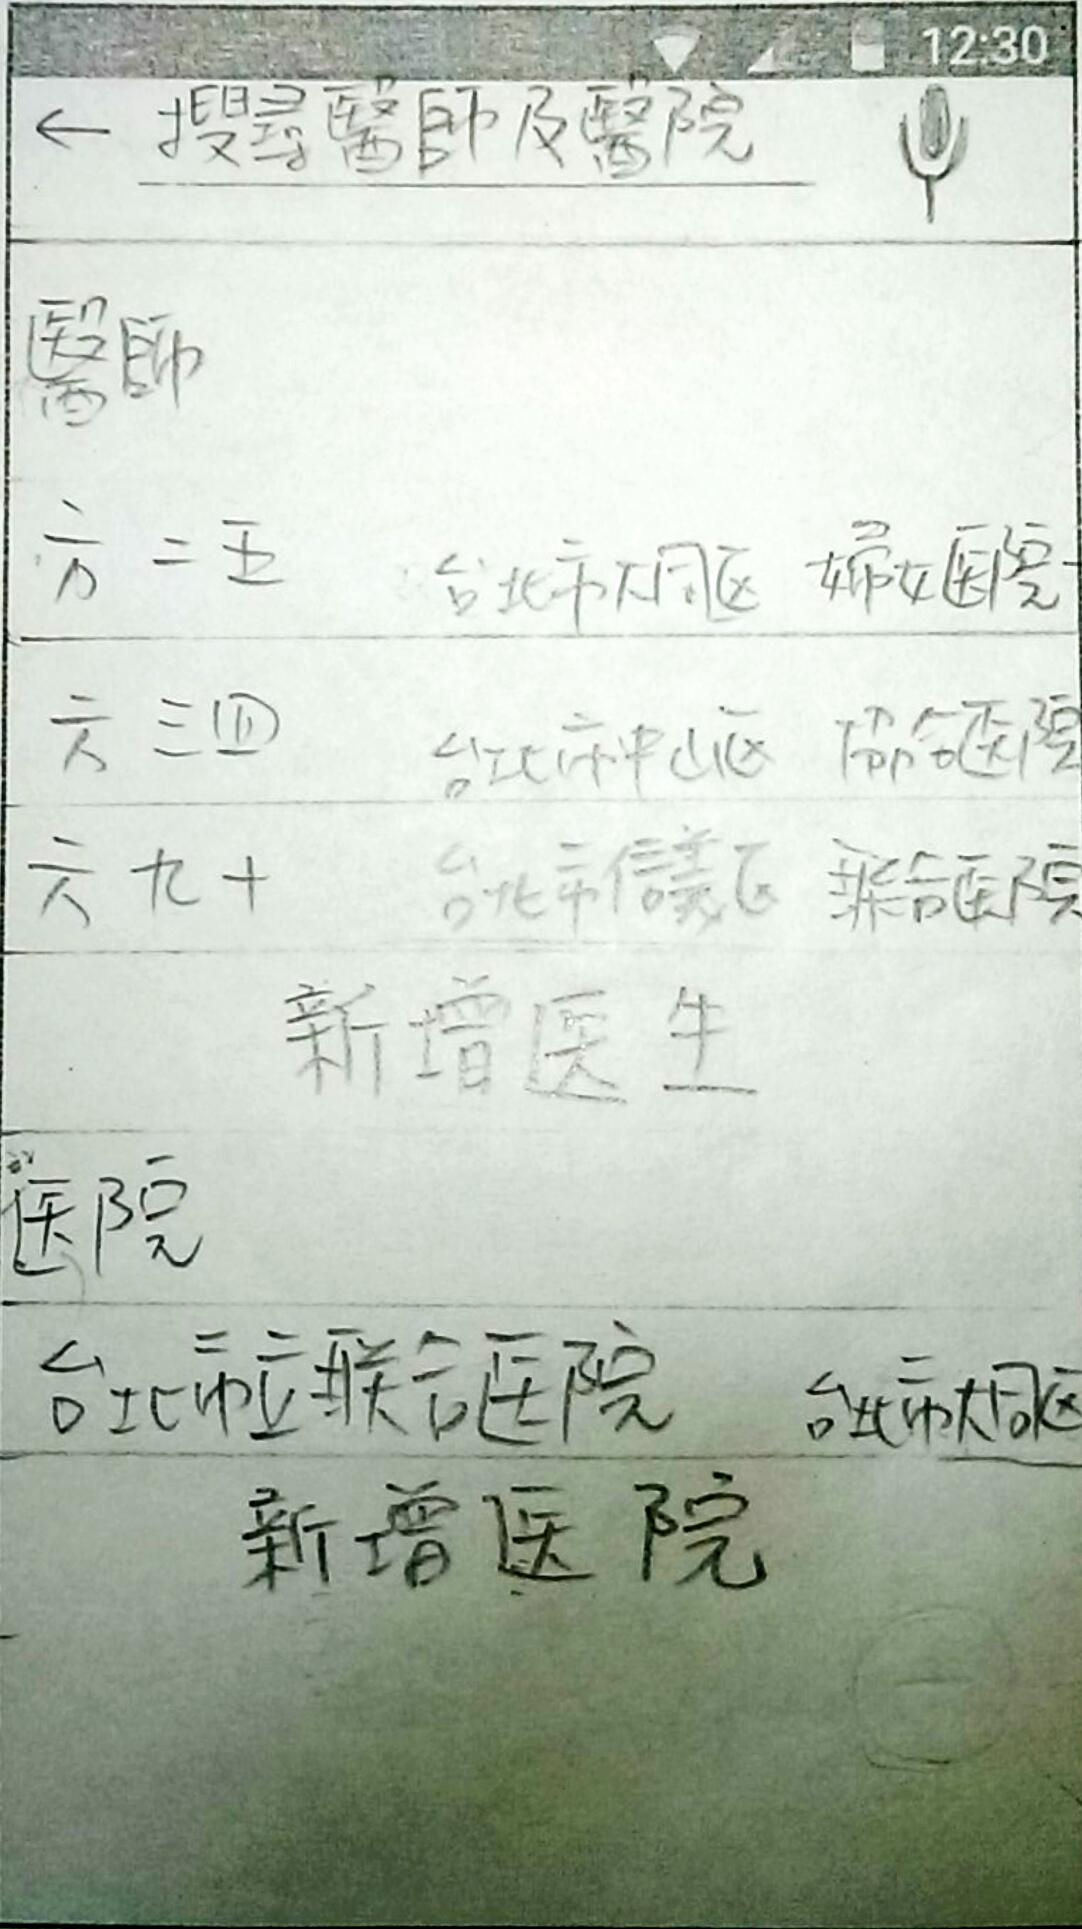 12:30
← 搜尋醫師及醫院
醫師
方二五 台北市大同区 婦女医院
六三四 台北市中山区 协合医院
六九十 台北市信義区 联合医院
新增医生
医院
台北市立联合医院 台北市大同区
新增医院